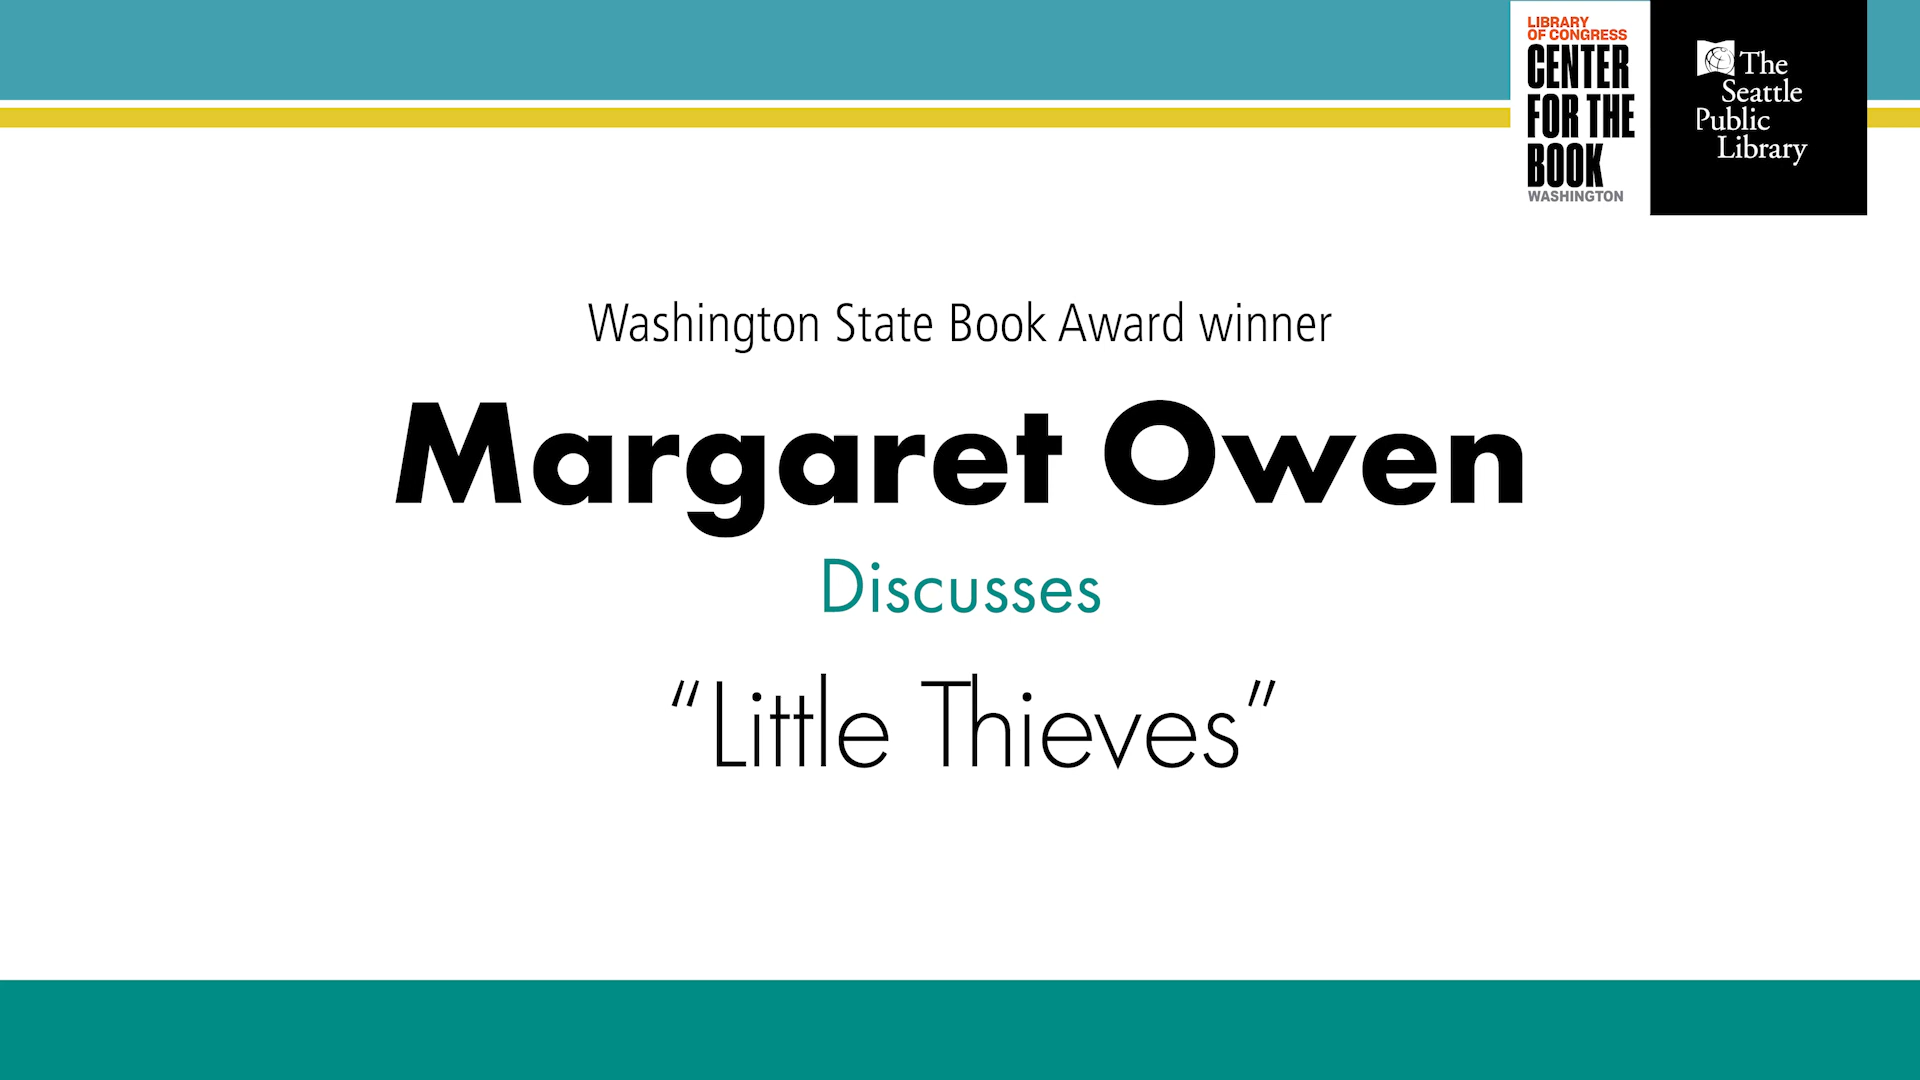 LIBRARY
OF CONGRESS
CENTER
FOR THE
BOOK
WASHINGTON
The
Seattle
Public
Library
Washington State Book Award winner
Margaret Owen
Discusses
“Little Thieves”